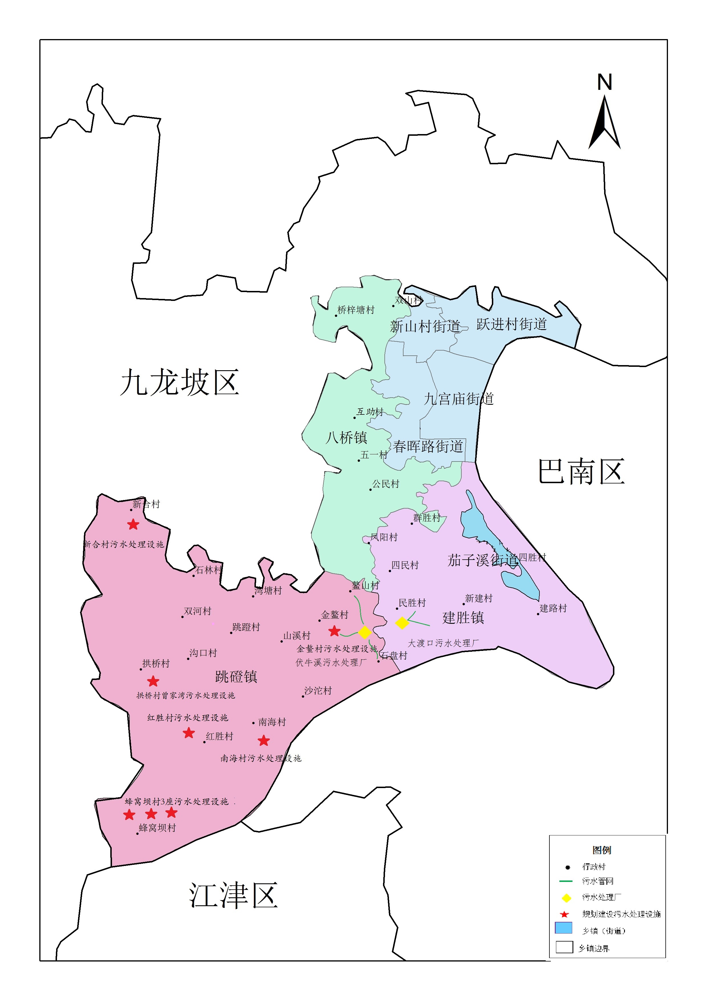 N
双山村
桥梓塘村
新山村街道
跃进村街道
九龙坡区
九宫庙街道
互助村
八桥镇
春晖路街道
五一村
巴南区
公民村
新合村
群胜村
凤阳村
新合村污水处理设施
茄子溪街道
四胜村
四民村
石林村
鳌山村
湾塘村
新建村
民胜村
建路村
双河村
金鳌村
建胜镇
跳蹬村
山溪村
大渡口污水处理厂
金鳌村污水处理设施
沟口村
石盘村
伏牛溪污水处理厂
拱桥村
跳磴镇
沙沱村
拱桥村曾家湾污水处理设施
红胜村污水处理设施
南海村
红胜村
南海村污水处理设施
蜂窝坝村3座污水处理设施
蜂窝坝村
江津区
图例
行政村
污水管网
污水处理厂
规划建设污水处理设施
乡镇（街道）
乡镇边界